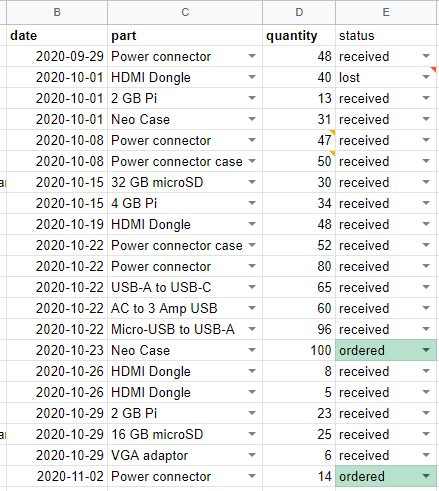 B C D E
date part quantity status
2020-09-29 Power connector 48 received
2020-10-01 HDMI Dongle 40 lost
2020-10-01 2 GB Pi 13 received
2020-10-01 Neo Case 31 received
2020-10-08 Power connector 47 received
2020-10-08 Power connector case 50 received
2020-10-15 32 GB microSD 30 received
2020-10-15 4 GB Pi 34 received
2020-10-19 HDMI Dongle 48 received
2020-10-22 Power connector case 52 received
2020-10-22 Power connector 80 received
2020-10-22 USB-A to USB-C 65 received
2020-10-22 AC to 3 Amp USB 60 received
2020-10-22 Micro-USB to USB-A 96 received
2020-10-23 Neo Case 100 ordered
2020-10-26 HDMI Dongle 8 received
2020-10-26 HDMI Dongle 5 received
2020-10-29 2 GB Pi 23 received
2020-10-29 16 GB microSD 25 received
2020-10-29 VGA adaptor 6 received
2020-11-02 Power connector 14 ordered